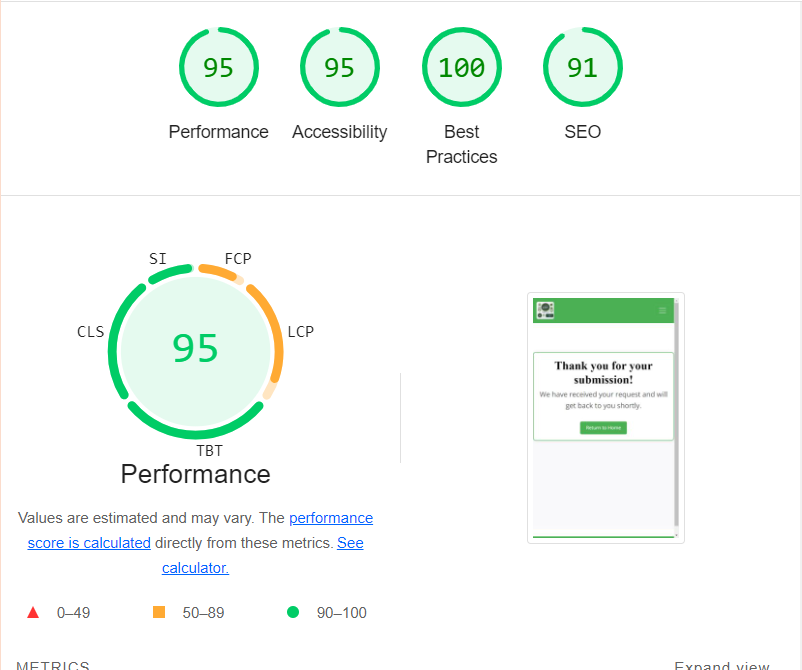 95
95
100
91
Performance
Accessibility
Best
Practices
SEO
SI
FCP
CLS
LCP
95
TBT
Performance
Values are estimated and may vary. The performance
score is calculated directly from these metrics. See
calculator.
0–49
50–89
90–100
Thank you for your
submission!
We have received your request and will
get back to you shortly.
Return to Home
METRICS
Expand view